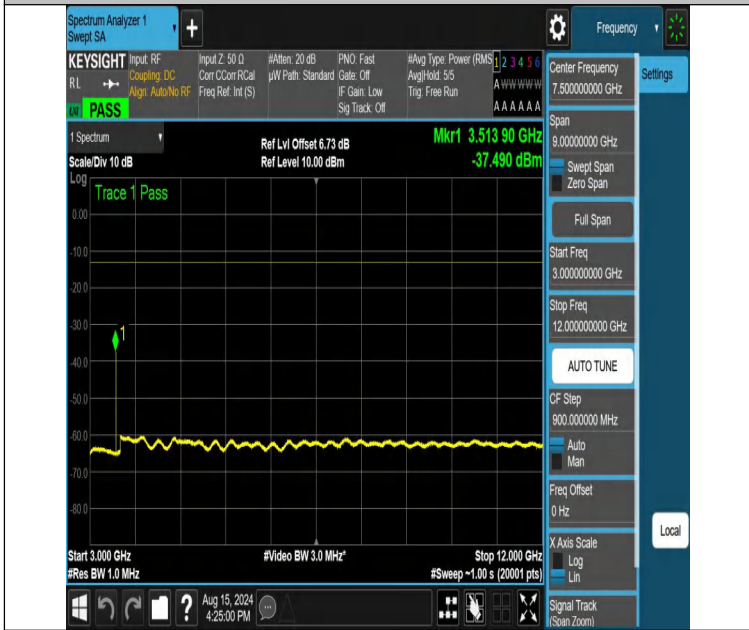 Spectrum Analyzer 1
Swept SA
+
Frequency
KEYSIGHT
RL
PASS
Input: RF
Coupling: DC
Align: Auto/No RF
Input Z: 50 Ω
Corr CCorr RCal
Freq Ref: Int (S)
#Atten: 20 dB
µW Path: Standard
PNO: Fast
Gate: Off
IF Gain: Low
Sig Track: Off
#Avg Type: Power (RMS
Avg|Hold: 5/5
Trig: Free Run
1 2 3 4 5 6
A W W W W W
A A A A A A
1 Spectrum
Scale/Div 10 dB
Ref Lvl Offset 6.73 dB
Ref Level 10.00 dBm
Mkr1 3.513 90 GHz
-37.490 dBm
Log
Trace 1 Pass
0.00
-10.0
-20.0
-30.0
1
-40.0
-50.0
-60.0
-70.0
-80.0
Start 3.000 GHz
#Res BW 1.0 MHz
#Video BW 3.0 MHz*
Stop 12.000 GHz
#Sweep ~1.00 s (20001 pts)
Center Frequency
7.50000000 GHz
Settings
Span
9.00000000 GHz
Swept Span
Zero Span
Full Span
Start Freq
3.000000000 GHz
Stop Freq
12.000000000 GHz
AUTO TUNE
CF Step
900.000000 MHz
Auto
Man
Freq Offset
0 Hz
X Axis Scale
Log
Lin
Local
Signal Track
(Span Zoom)
?
Aug 15, 2024
4:25:00 PM